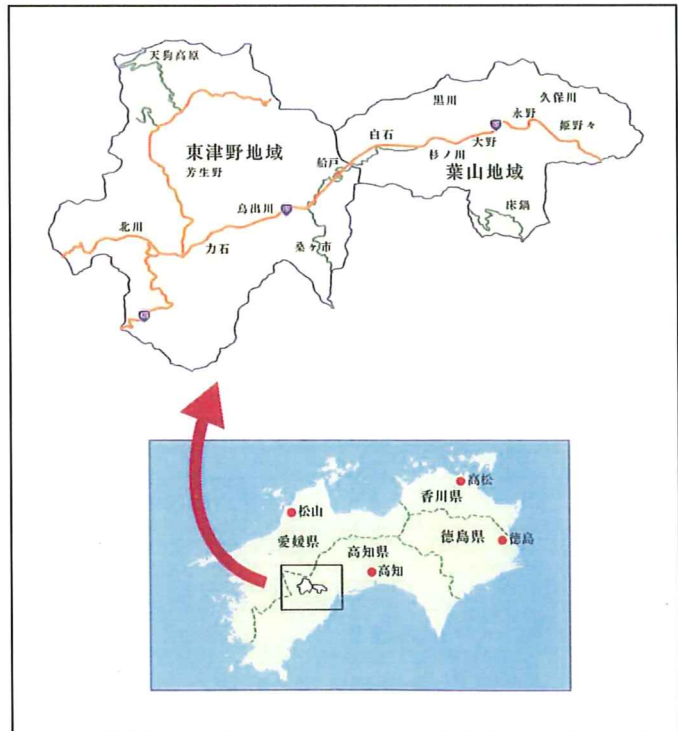 天狗高原
久保川
黒川
永野
姫野々
白石
大野
船戸
杉ノ川
東津野地域
葉山地域
芳生野
床鍋
烏出川
北川
力石
桑ヶ市
高松
香川県
松山
愛媛県
徳島県
徳島
高知県
高知